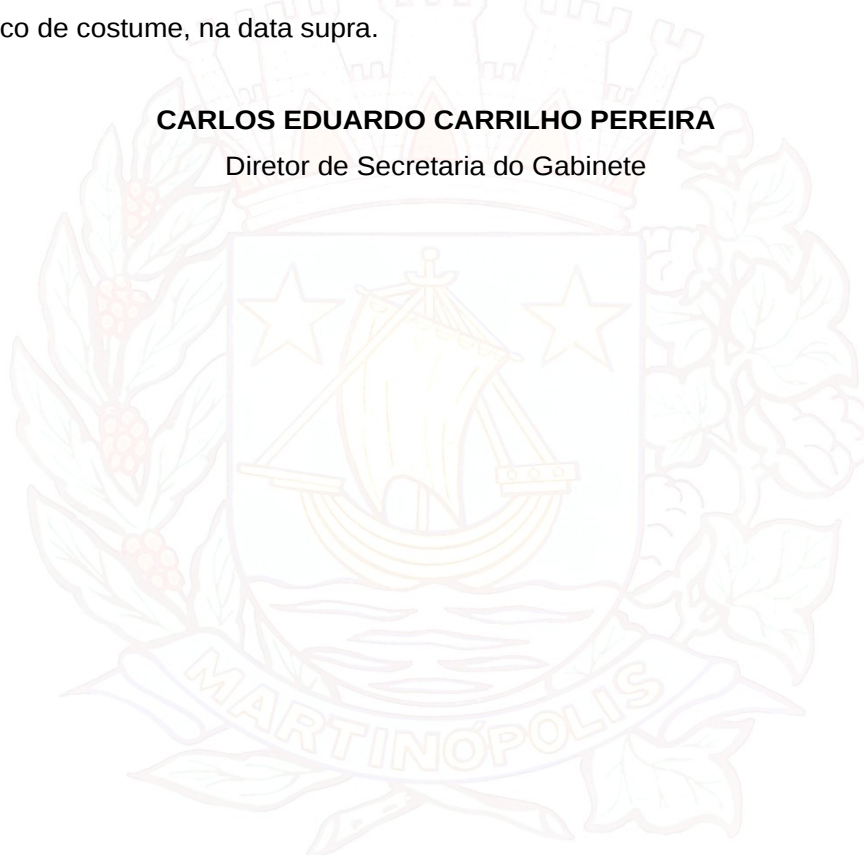 co de costume, na data supra.
CARLOS EDUARDO CARRILHO PEREIRA
Diretor de Secretaria do Gabinete
MARTINÓPOLIS